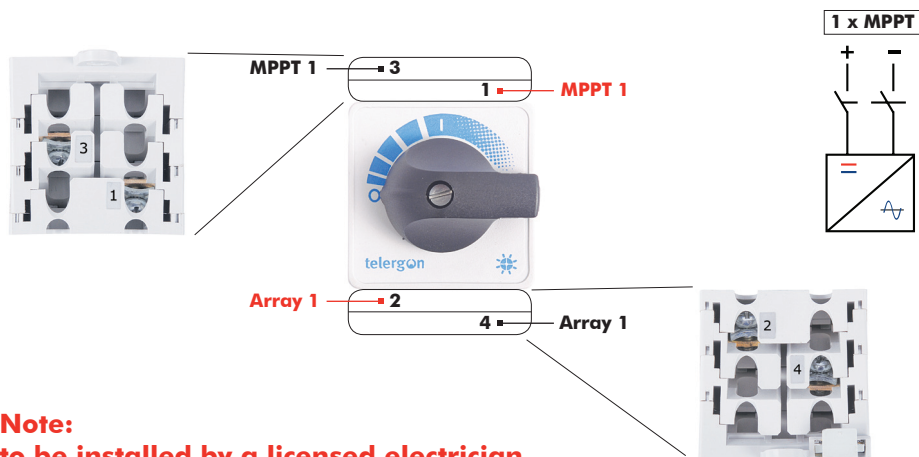 1 x MPPT
+ -
MPPT 1
3
1
MPPT 1
3
1
I
O
telergon
Array 1
2
4
Array 1
2
4
Note:
to be installed by a licensed electrician